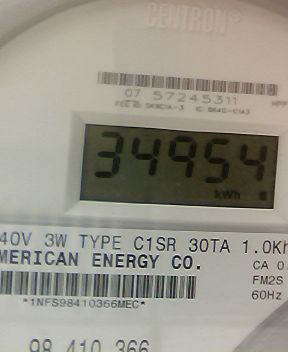 CENTRON®
07 57245311
34954
kWh
40V 3W TYPE C1SR 30TA 1.0Kh
MERICAN ENERGY CO.
CA 0.
FM2S
60Hz
*1NFS98410366MEC*
98 410 366